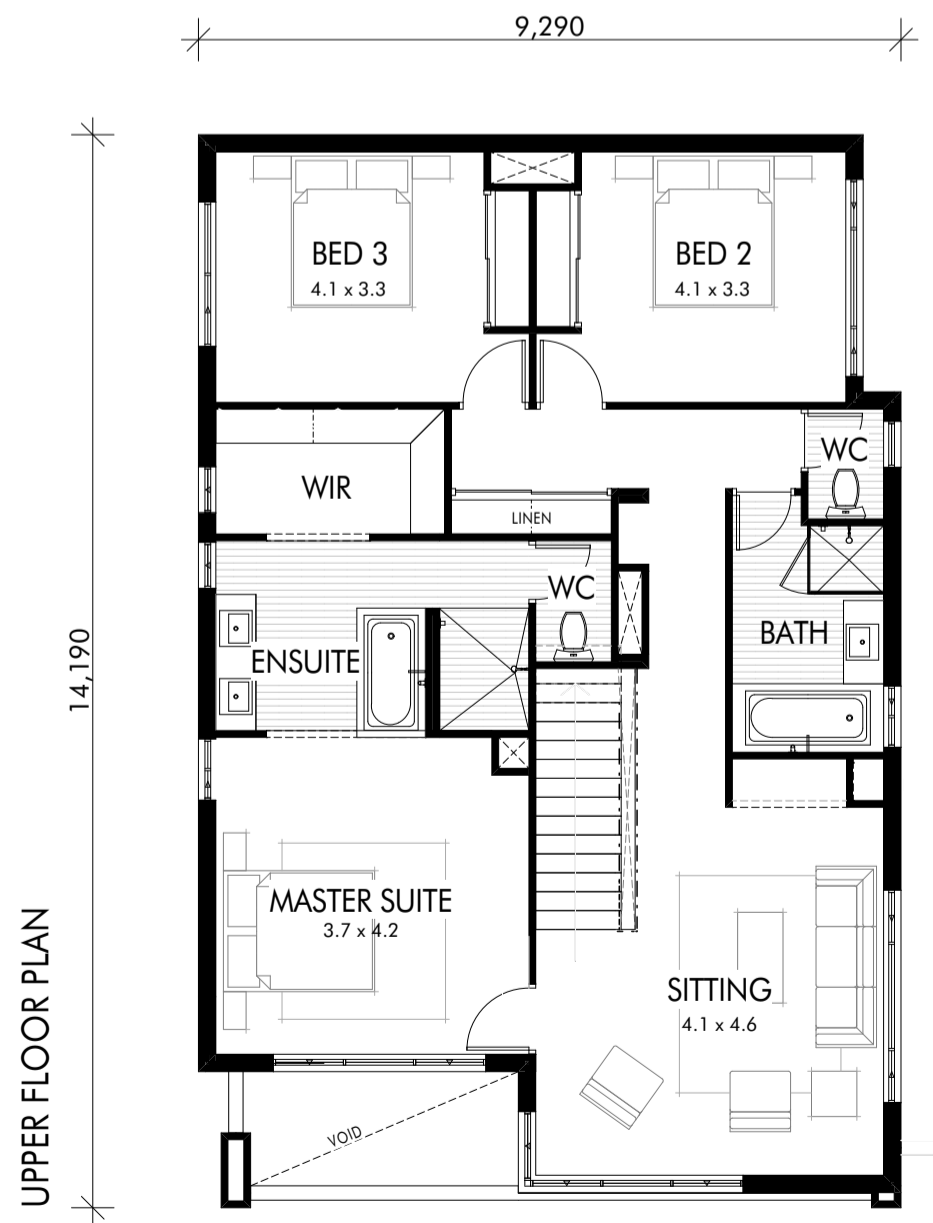 9,290
14,190
UPPER FLOOR PLAN
BED 3
4.1 x 3.3
BED 2
4.1 x 3.3
WIR
LINEN
WC
WC
ENSUITE
BATH
MASTER SUITE
3.7 x 4.2
SITTING
4.1 x 4.6
VOID